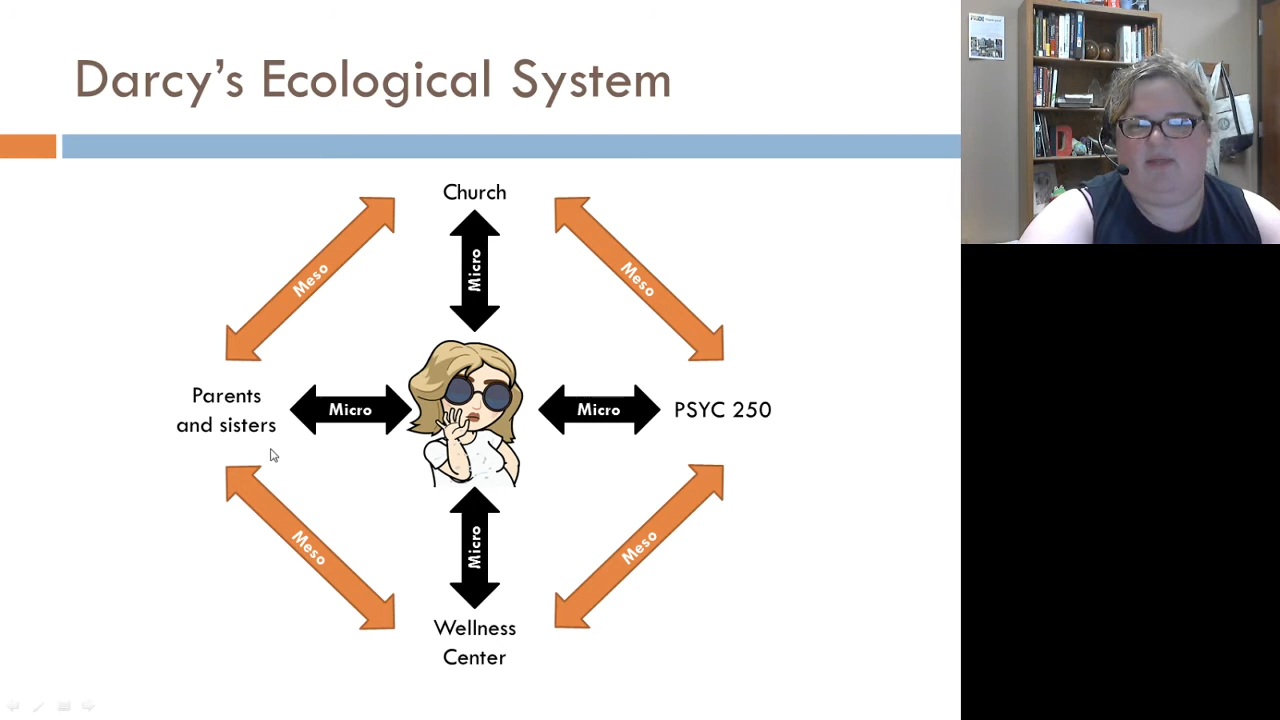 Darcy's Ecological System
Church
Meso
Micro
Meso
Parents
and sisters
Micro
Micro
PSYC 250
Meso
Micro
Meso
Wellness
Center